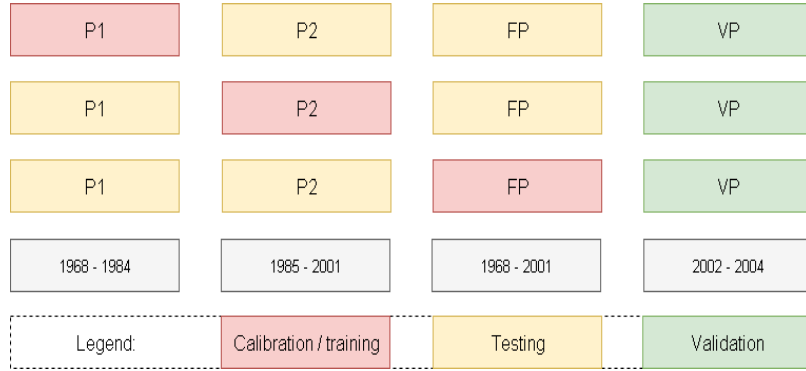 P1 P2 FP VP
P1 P2 FP VP
P1 P2 FP VP
1968 - 1984 1985 - 2001 1968 - 2001 2002 - 2004
Legend: Calibration / training Testing Validation